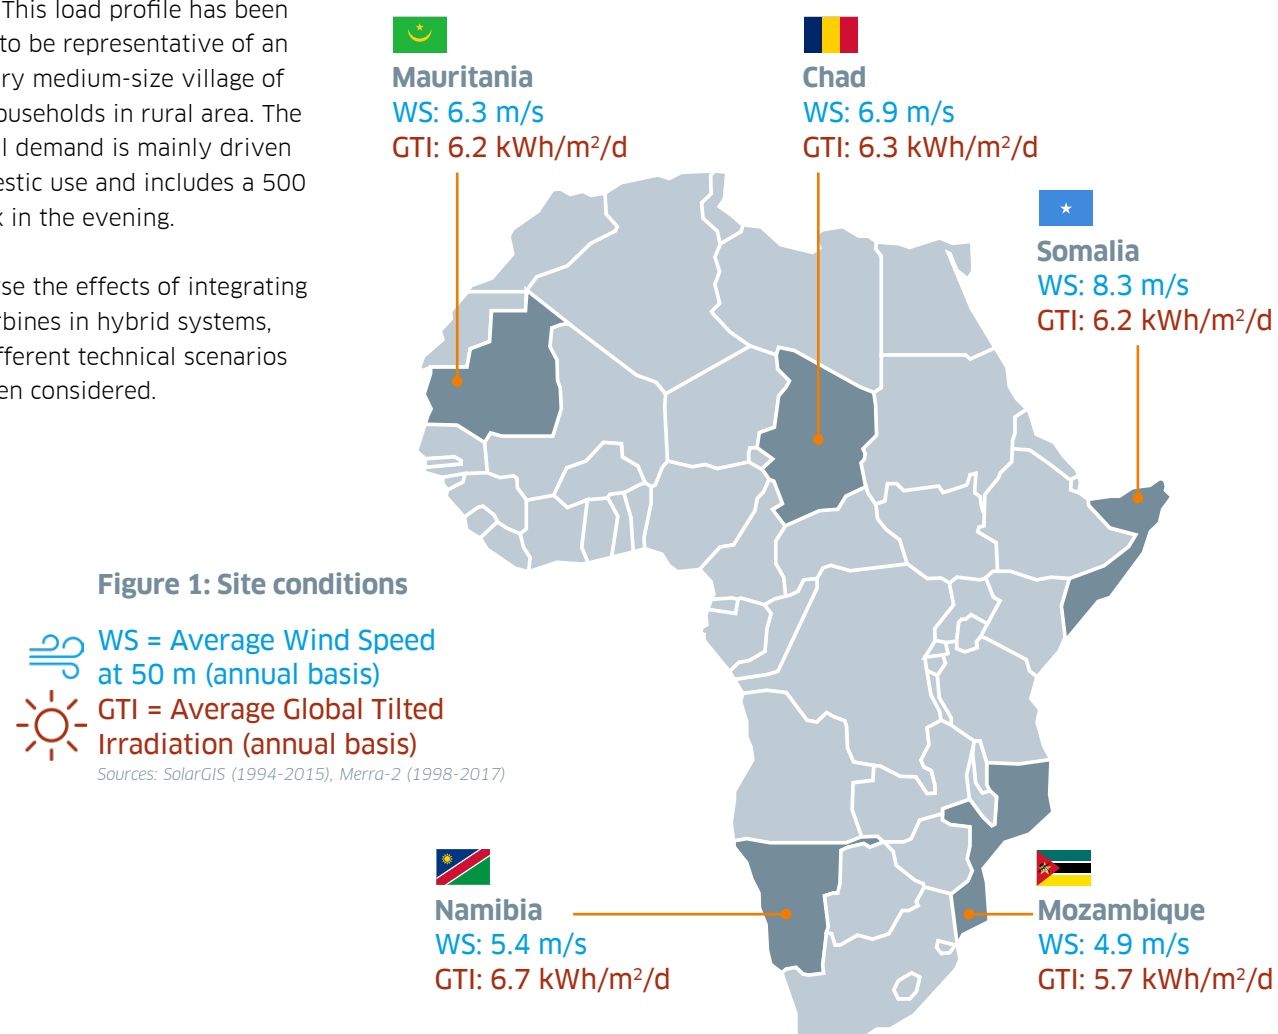 This load profile has been
to be representative of an
ry medium-size village of
ouseholds in rural area. The
l demand is mainly driven
estic use and includes a 500
k in the evening.
se the effects of integrating
rbines in hybrid systems,
fferent technical scenarios
en considered.
Mauritania
WS: 6.3 m/s
GTI: 6.2 kWh/m²/d
Chad
WS: 6.9 m/s
GTI: 6.3 kWh/m²/d
Somalia
WS: 8.3 m/s
GTI: 6.2 kWh/m²/d
Figure 1: Site conditions
WS = Average Wind Speed
at 50 m (annual basis)
GTI = Average Global Tilted
Irradiation (annual basis)
Sources: SolarGIS (1994-2015), Merra-2 (1998-2017)
Namibia
WS: 5.4 m/s
GTI: 6.7 kWh/m²/d
Mozambique
WS: 4.9 m/s
GTI: 5.7 kWh/m²/d